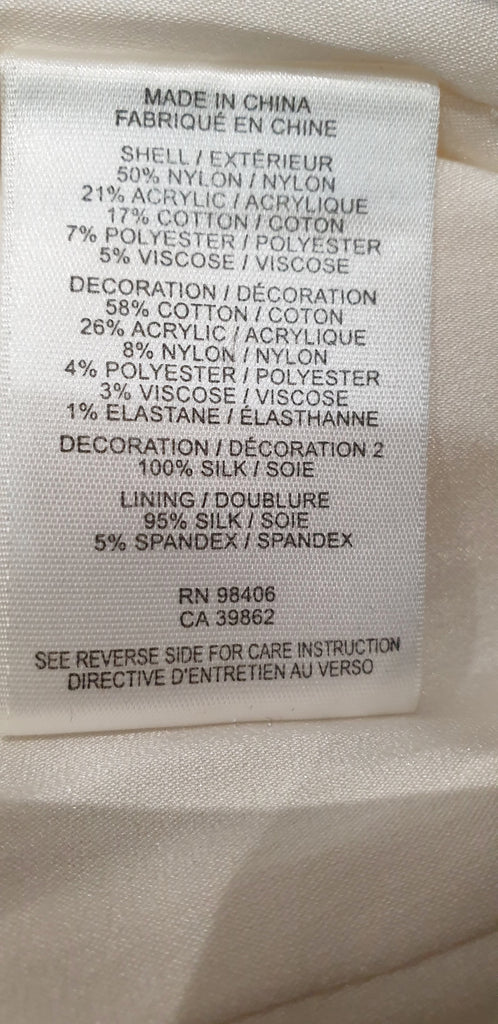 MADE IN CHINA
FABRIQUÉ EN CHINE
SHELL / EXTÉRIEUR
50% NYLON / NYLON
21% ACRYLIC / ACRYLIQUE
17% COTTON / COTON
7% POLYESTER / POLYESTER
5% VISCOSE / VISCOSE
DECORATION / DÉCORATION
58% COTTON / COTON
26% ACRYLIC / ACRYLIQUE
8% NYLON / NYLON
4% POLYESTER / POLYESTER
3% VISCOSE / VISCOSE
1% ELASTANE / ÉLASTHANNE
DECORATION / DÉCORATION 2
100% SILK / SOIE
LINING / DOUBLURE
95% SILK / SOIE
5% SPANDEX / SPANDEX
RN 98406
CA 39862
SEE REVERSE SIDE FOR CARE INSTRUCTION
DIRECTIVE D'ENTRETIEN AU VERSO